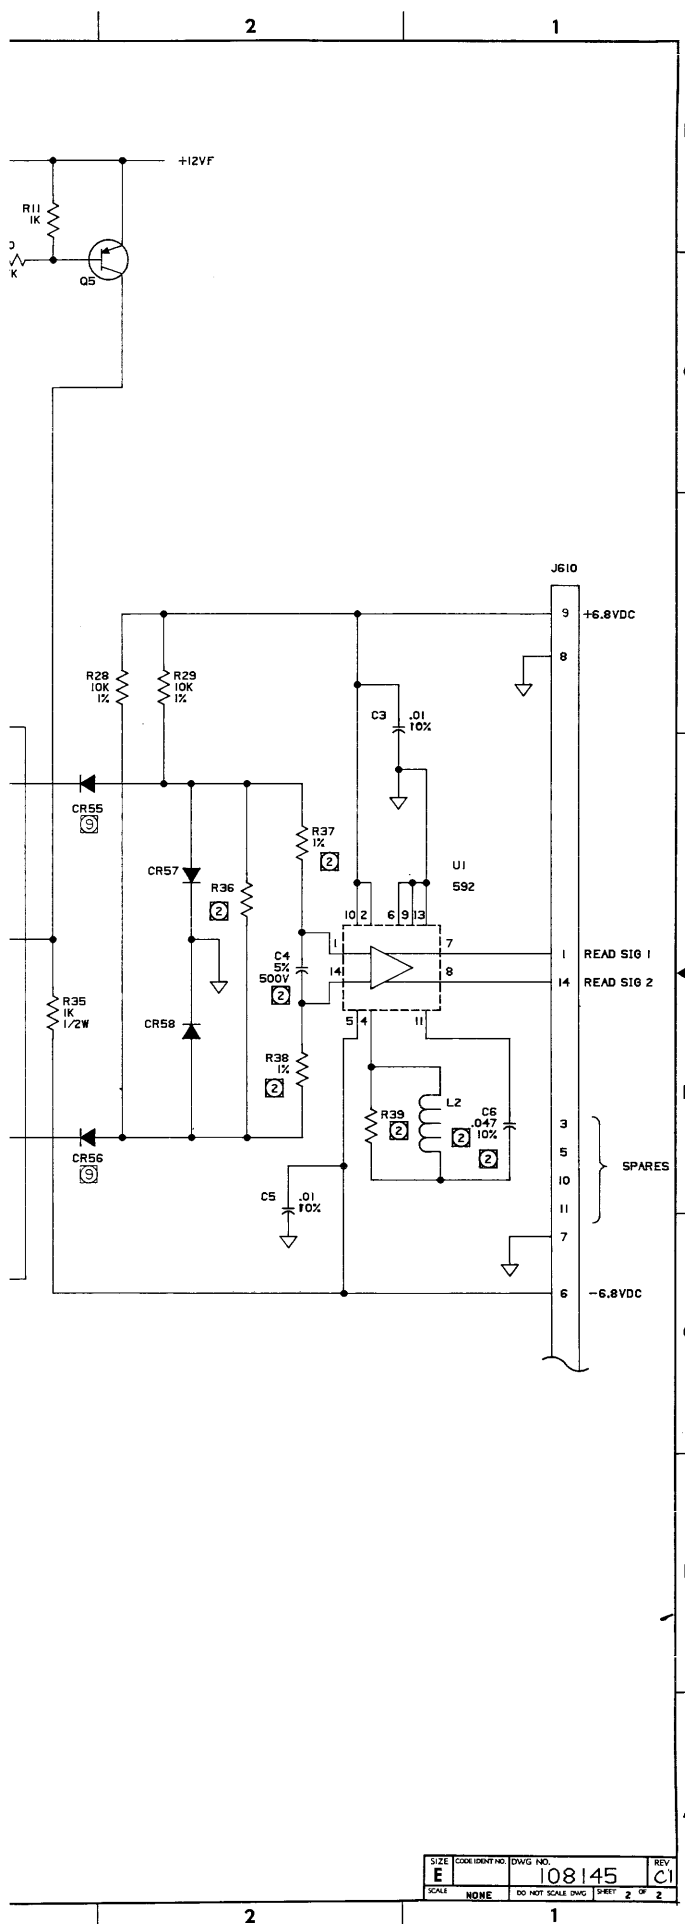 2 1
+12VF
R11
1K
K
Q5
J610
9 +6.8VDC
8
R28
10K
1%
R29
10K
1%
C3 .01
10%
CR55
9
R37
1%
2
CR57
R36
2
U1
592
10 2 6 9 13
1 7
1 READ SIG 1
C4
5%
500V
2
14 8
14 READ SIG 2
R35
1K
1/2W
CR58
5 4 11
R38
1%
2
R39
2
L2
2
C6
.047
10%
2
3
5
10
11
SPARES
CR56
9
C5 .01
10%
7
6 -6.8VDC
SIZE
E
CODE IDENT NO.
DWG NO.
108145
REV
C1
SCALE NONE
DO NOT SCALE DWG
SHEET 2 OF 2
2 1